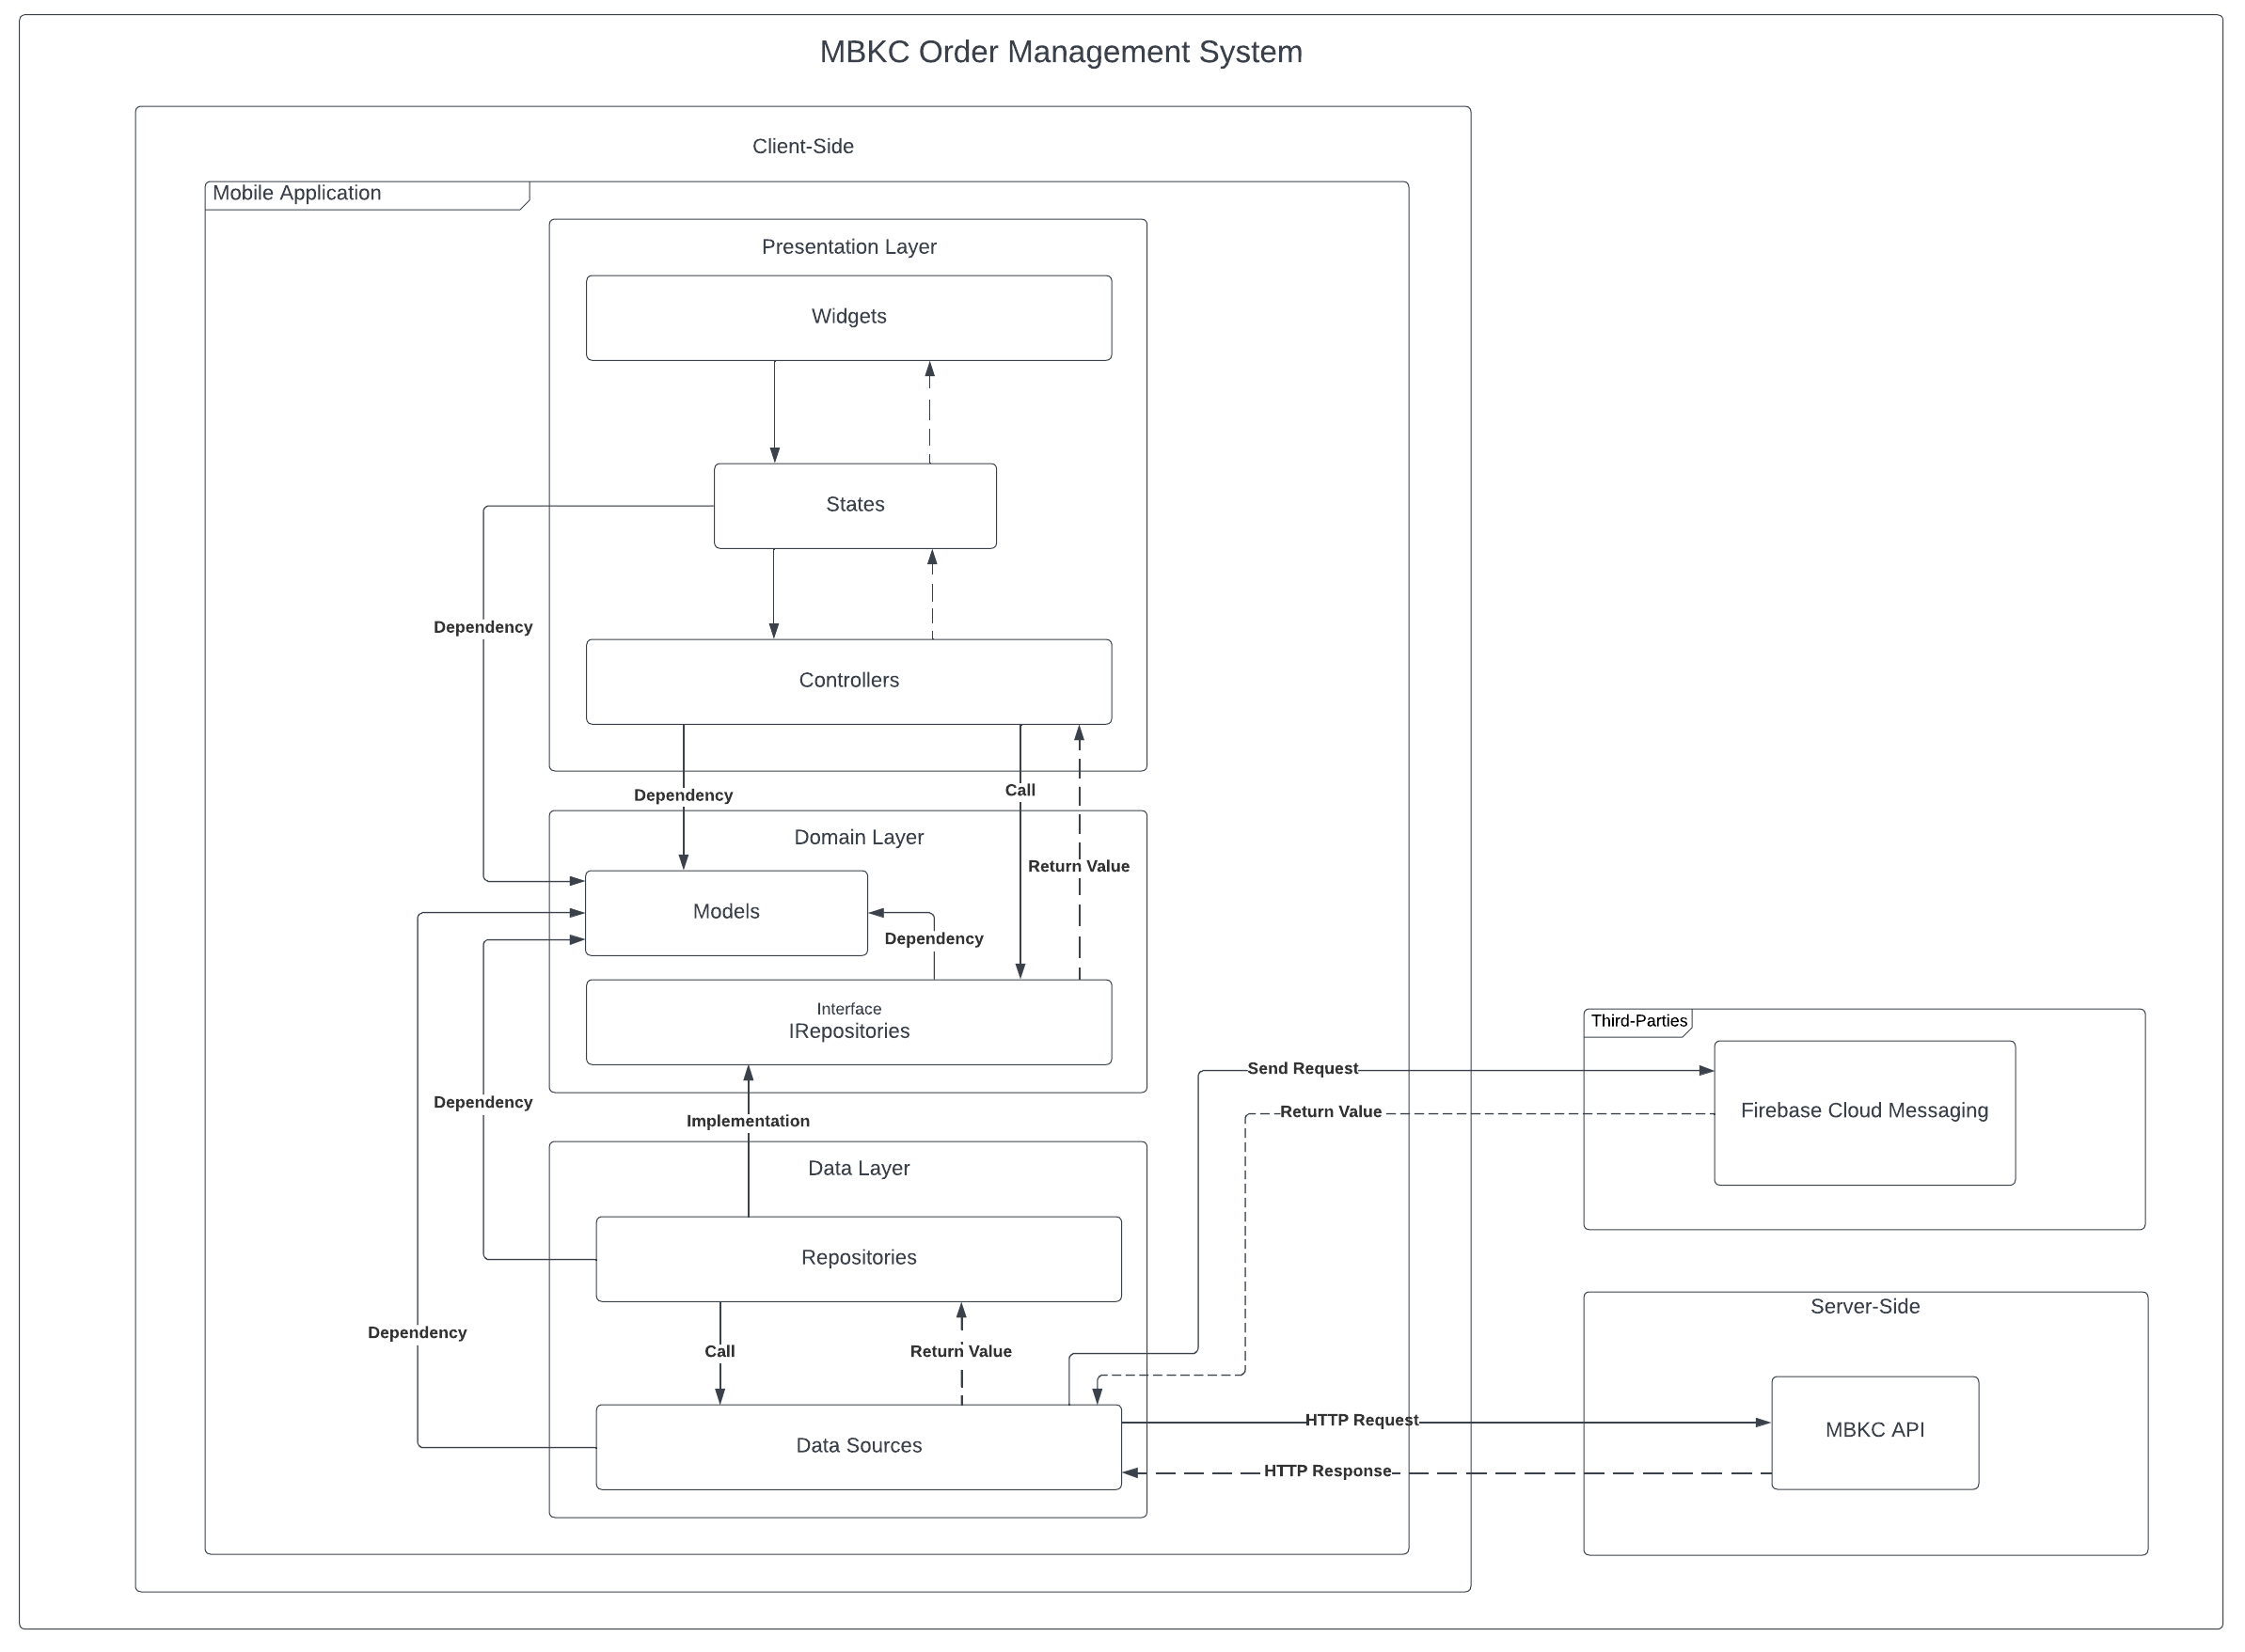 MBKC Order Management System
Client-Side
Mobile Application
Presentation Layer
Widgets
States
Dependency
Controllers
Dependency
Call
Domain Layer
Return Value
Models
Dependency
Interface
IRepositories
Third-Parties
Send Request
Dependency
Implementation
Return Value
Firebase Cloud Messaging
Data Layer
Repositories
Server-Side
Dependency
Call
Return Value
Data Sources
HTTP Request
MBKC API
HTTP Response